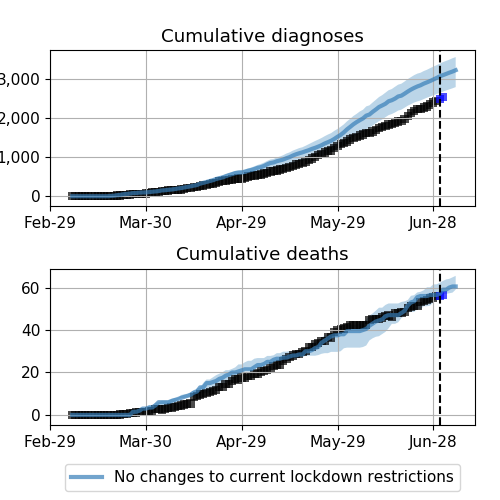 Cumulative diagnoses
3,000
2,000
1,000
0
Feb-29 Mar-30 Apr-29 May-29 Jun-28
Cumulative deaths
60
40
20
0
Feb-29 Mar-30 Apr-29 May-29 Jun-28
No changes to current lockdown restrictions